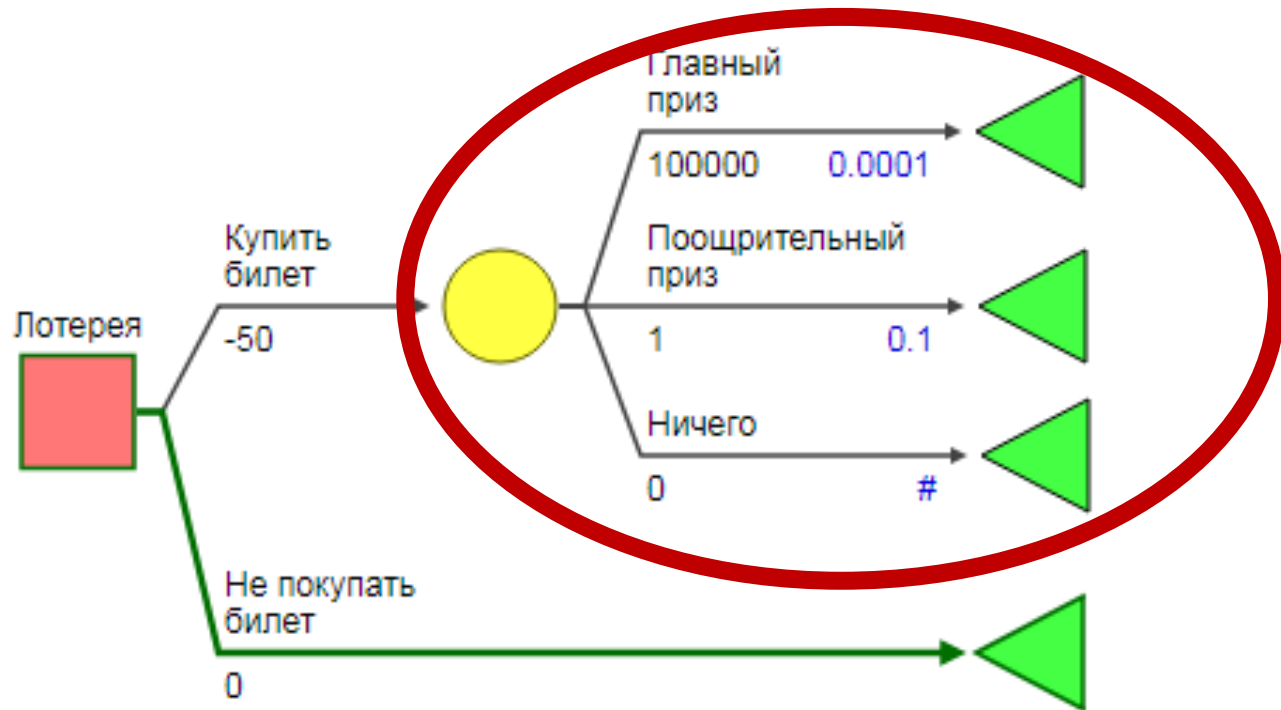 Главный
приз
100000 0.0001
Купить
билет
-50
Поощрительный
приз
1 0.1
Лотерея
Ничего
0 #
Не покупать
билет
0